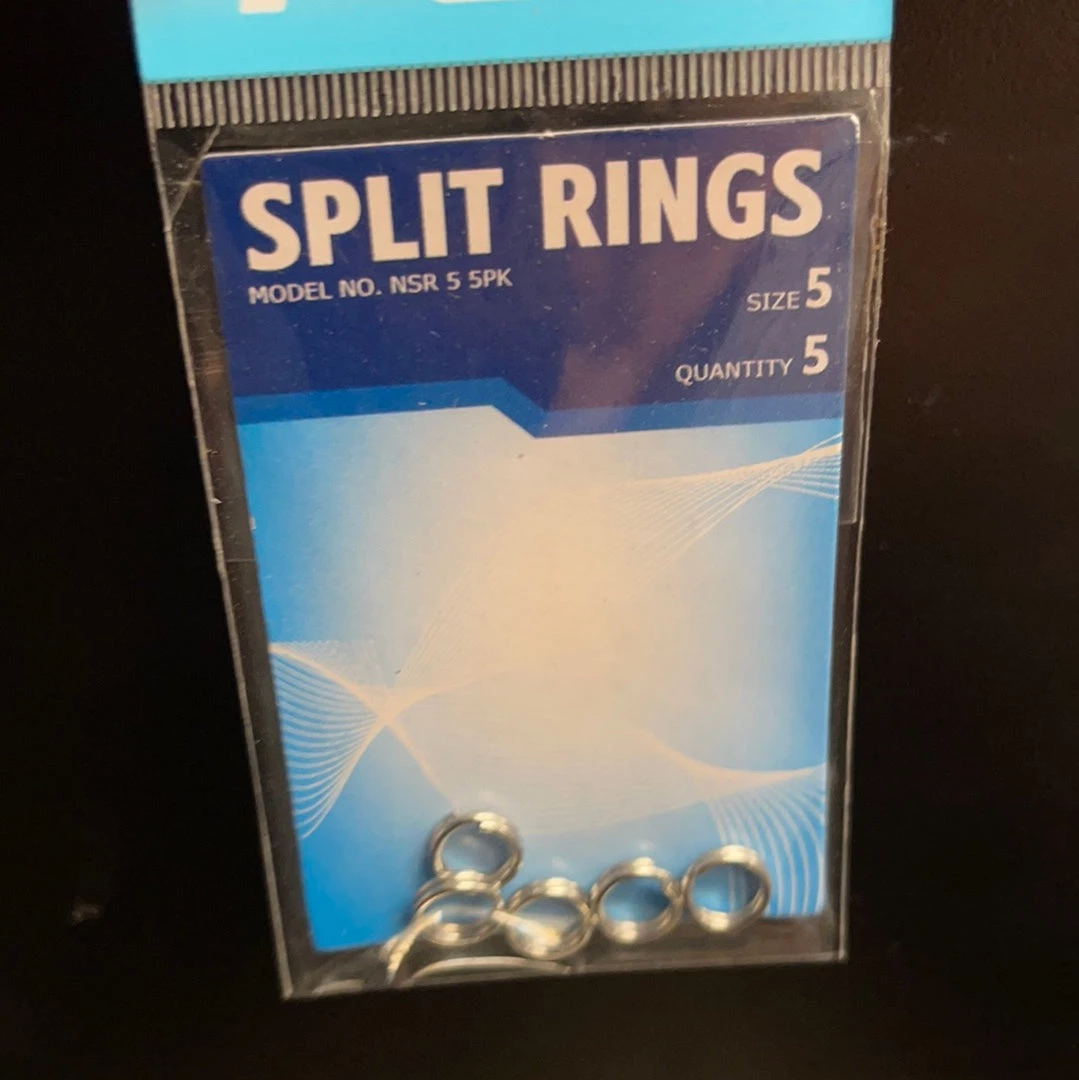 SPLIT RINGS
MODEL NO. NSR 5 5PK
SIZE 5
QUANTITY 5